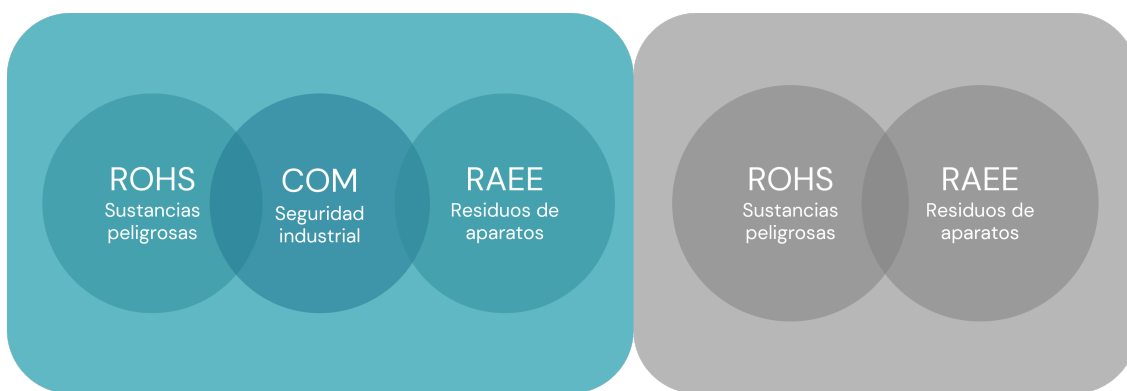 ROHS
Sustancias
peligrosas
COM
Seguridad
industrial
RAEE
Residuos de
aparatos
ROHS
Sustancias
peligrosas
RAEE
Residuos de
aparatos